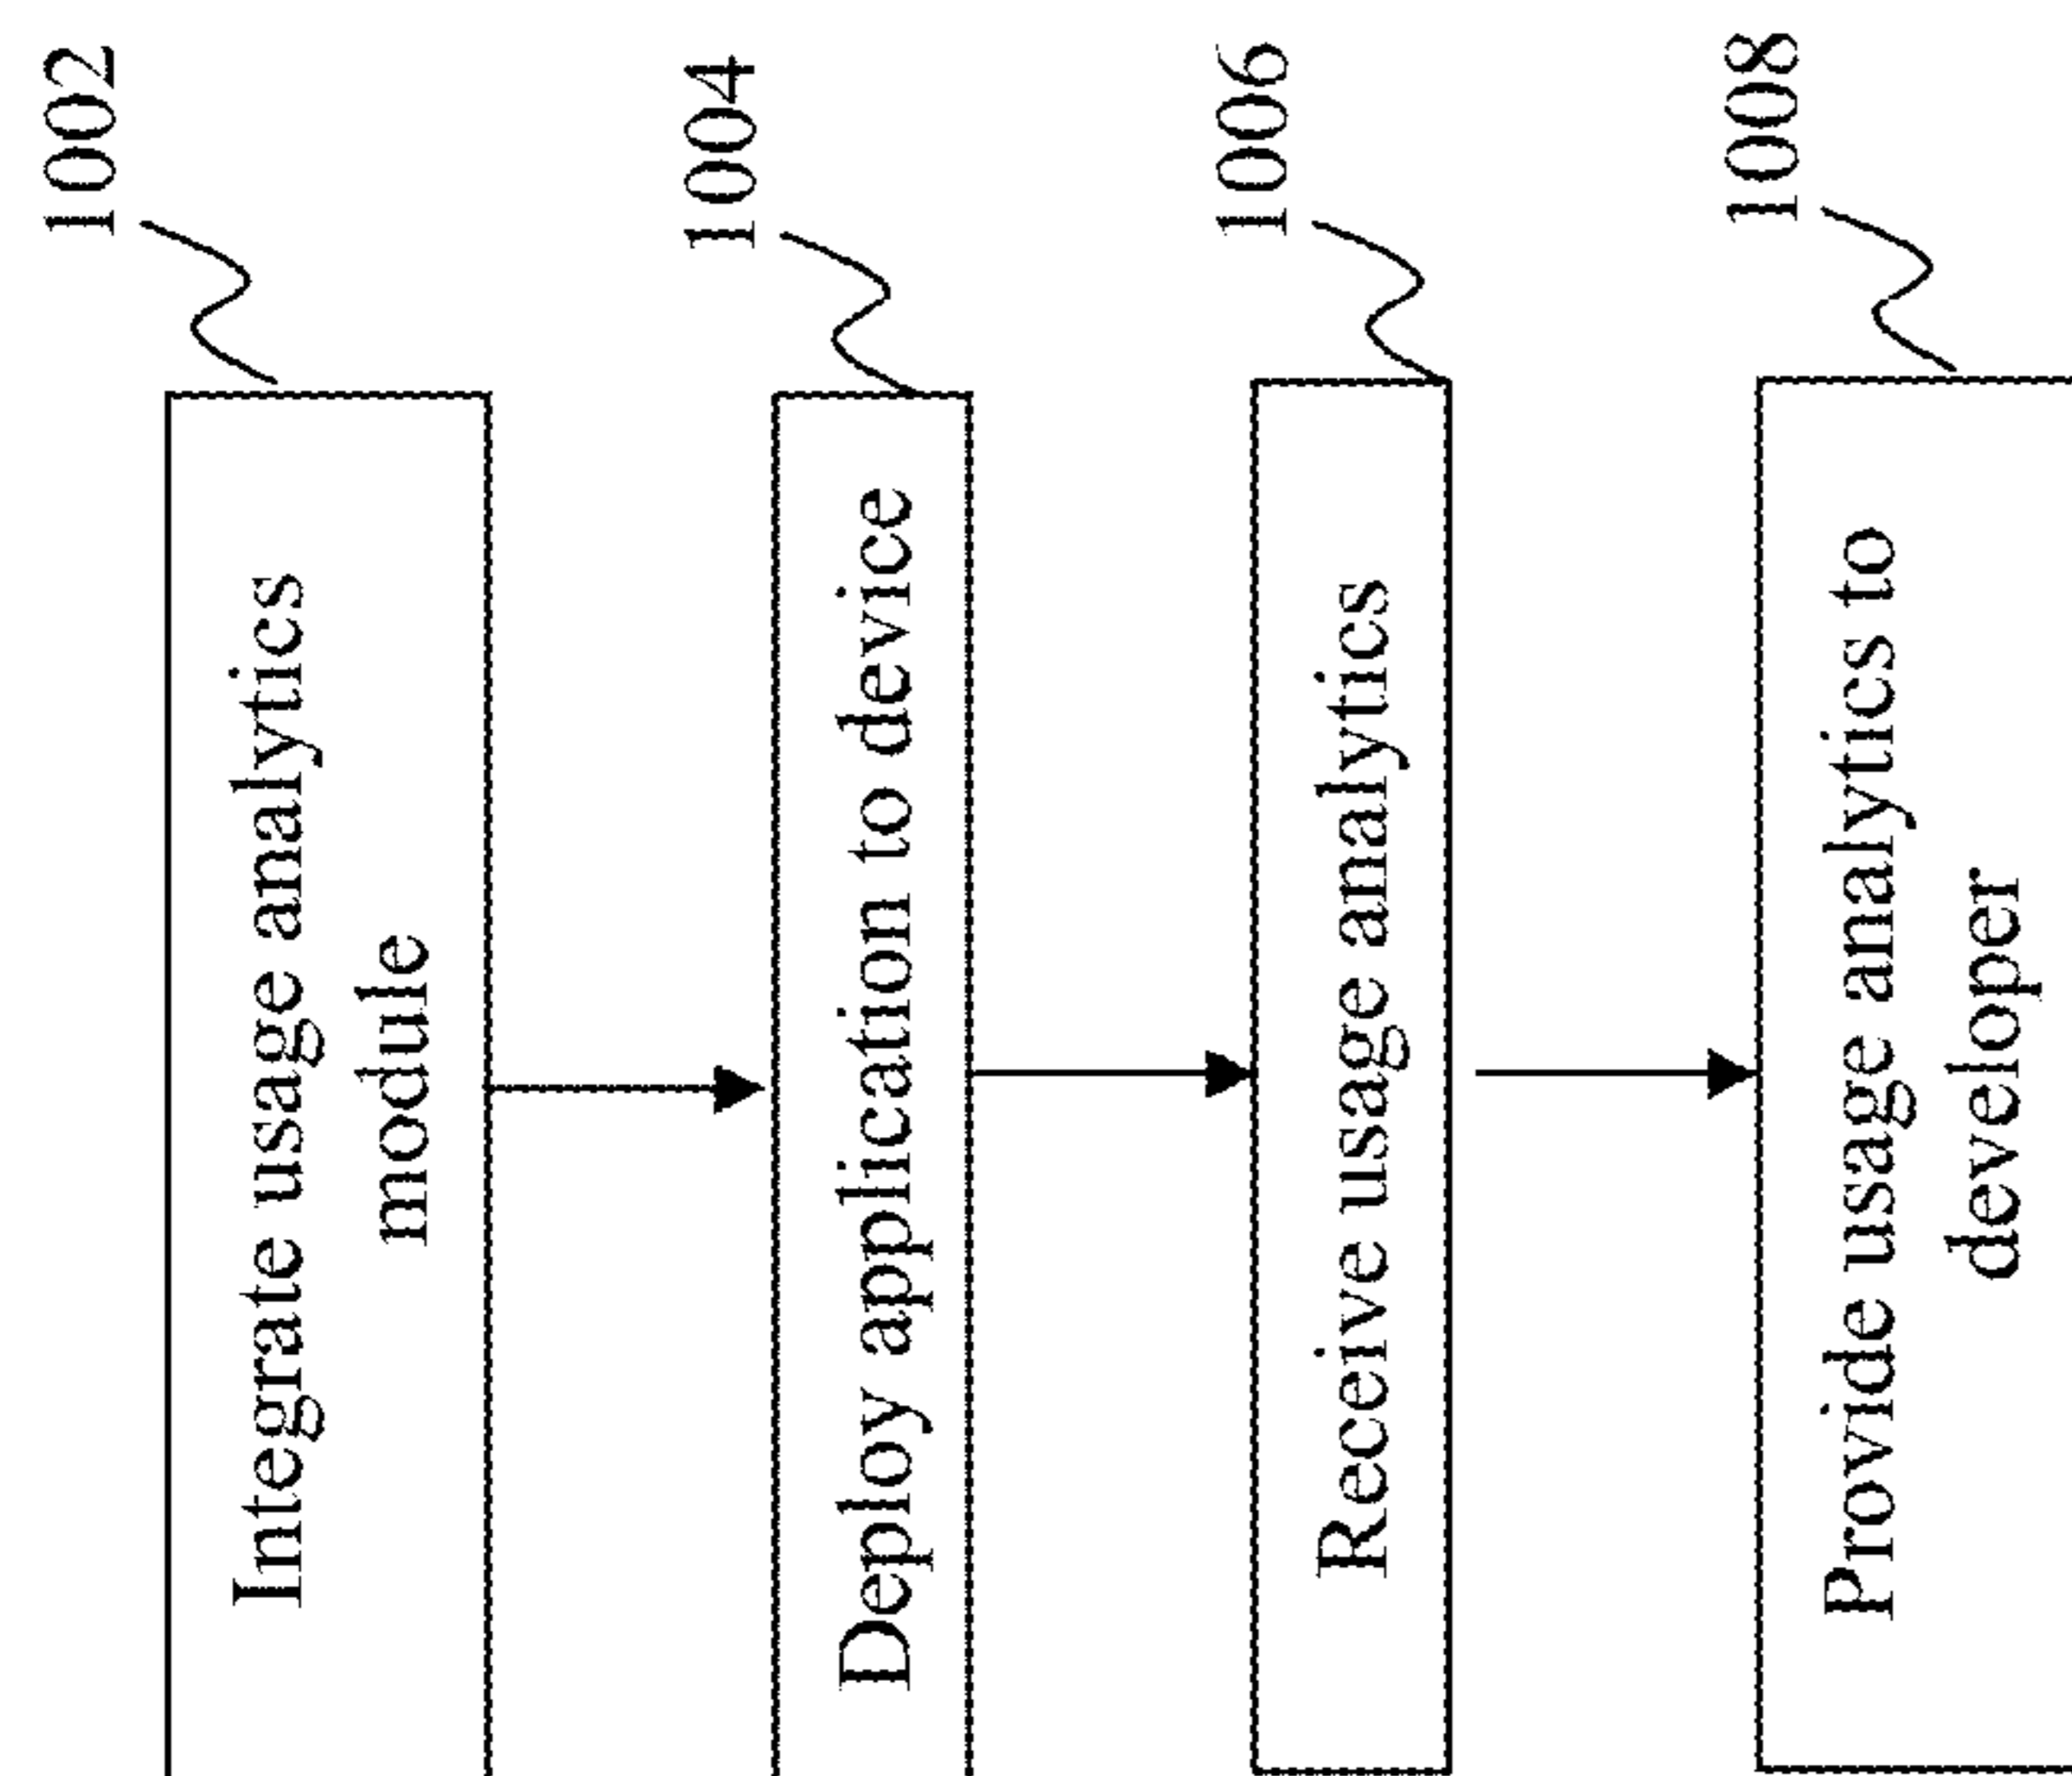 1002
Integrate usage analytics
module
1004
Deploy application to device
1006
Receive usage analytics
1008
Provide usage analytics to
developer